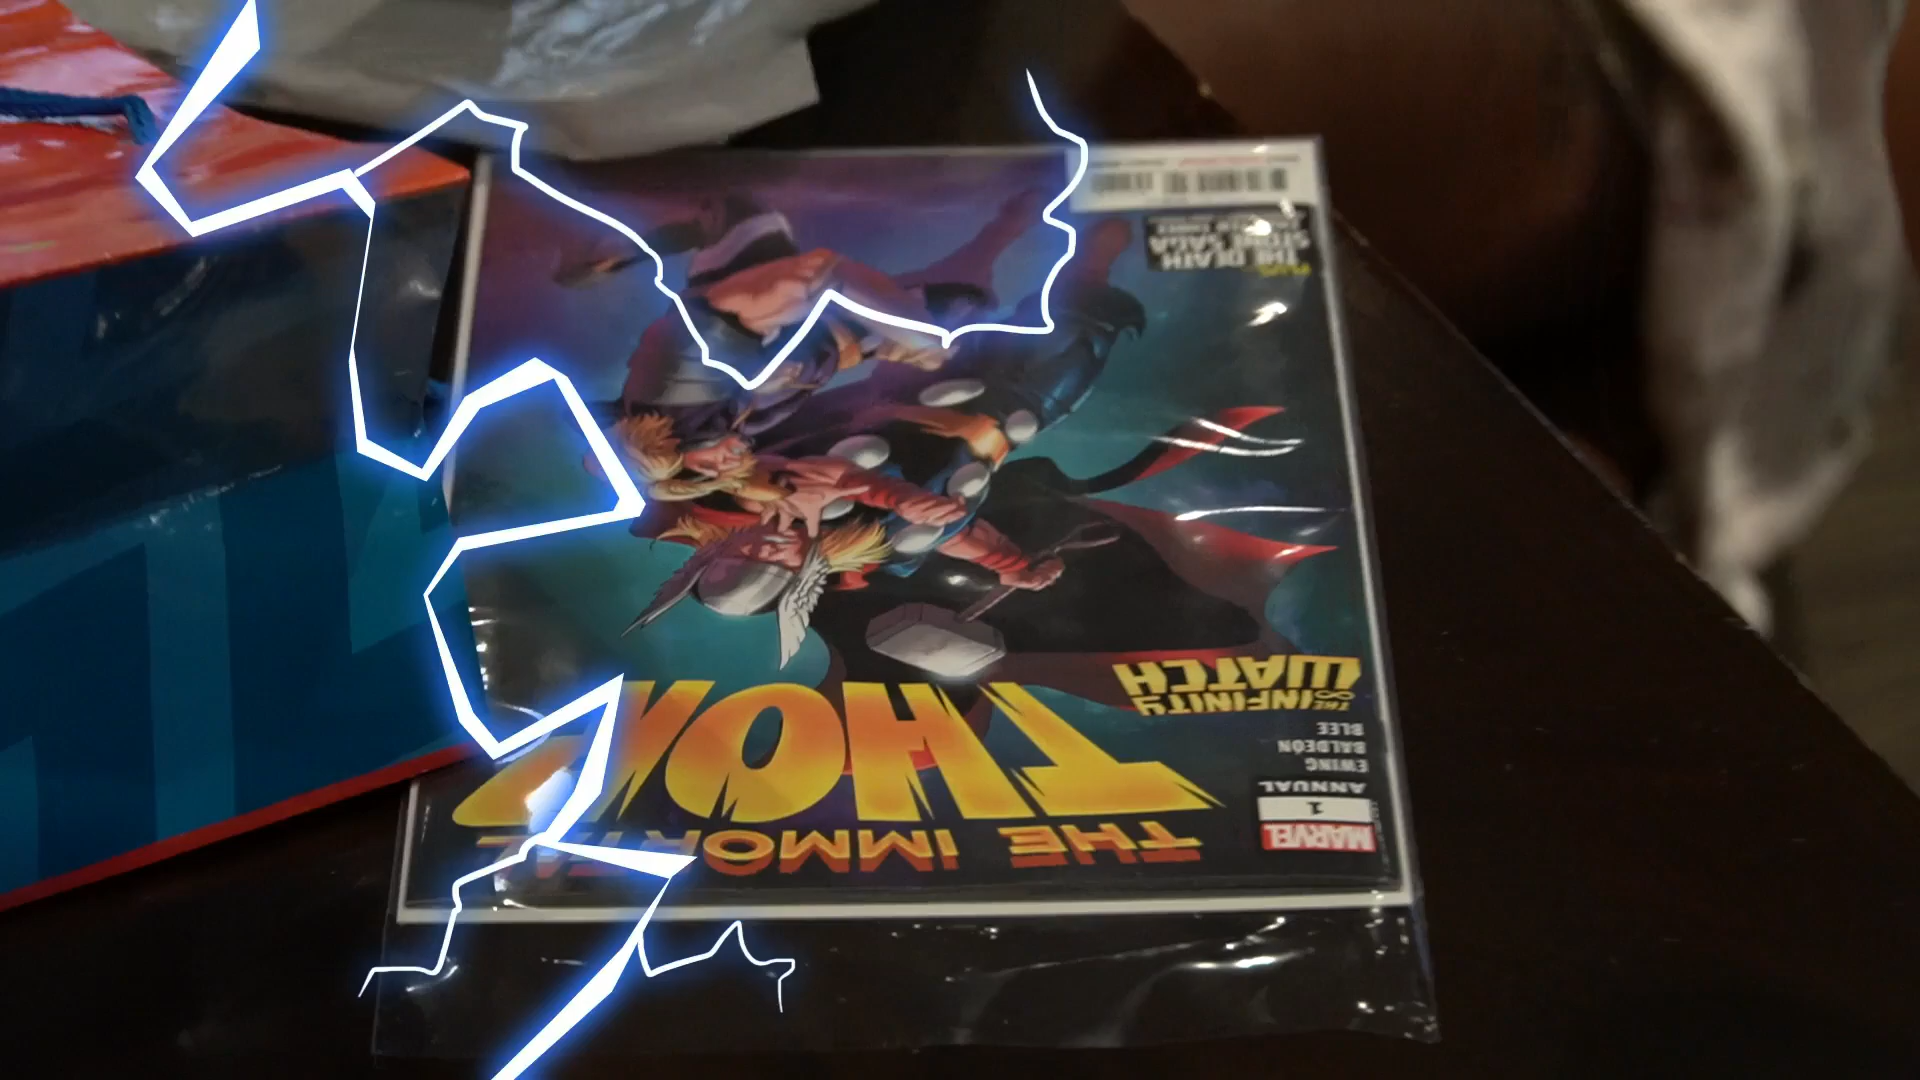 THE IMMORTAL
THOR
MARVEL
1
ANNUAL
EWING
BALDEÓN
BLEE
THE INFINITY
WATCH
PLUS
THE DEATH
STONE SAGA